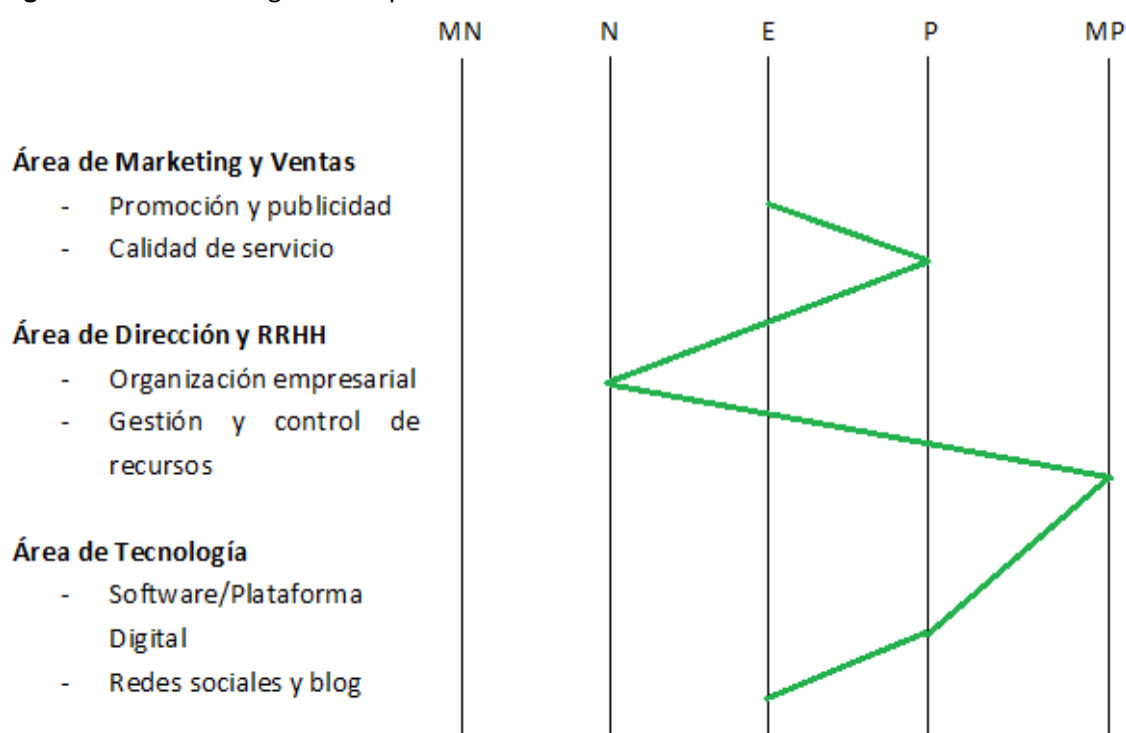 MN N E P MP
Área de Marketing y Ventas
- Promoción y publicidad
- Calidad de servicio
Área de Dirección y RRHH
- Organización empresarial
- Gestión y control de
recursos
Área de Tecnología
- Software/Plataforma
Digital
- Redes sociales y blog